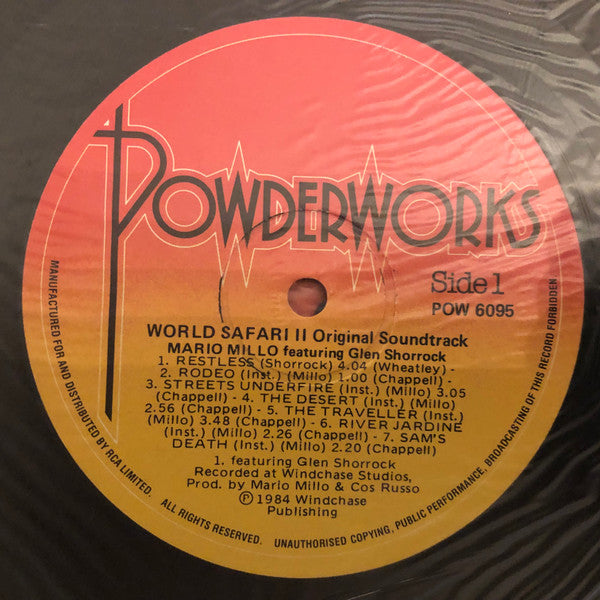 POWDERWORKS
Side 1
POW 6095
WORLD SAFARI II Original Soundtrack
MARIO MILLO featuring Glen Shorrock
1. RESTLESS (Shorrock) 4.04 (Wheatley) -
2. RODEO (Inst.) (Millo) 1.00 (Chappell) -
3. STREETS UNDERFIRE (Inst.) (Millo) 3.05
(Chappell) - 4. THE DESERT (Inst.) (Millo)
2.56 (Chappell) - 5. THE TRAVELLER (Inst.)
(Millo) 3.48 (Chappell) - 6. RIVER JARDINE
(Inst.) (Millo) 2.26 (Chappell) - 7. SAM'S
DEATH (Inst.) (Millo) 2.20 (Chappell)
1. featuring Glen Shorrock
Recorded at Windchase Studios,
Prod. by Mario Millo & Cos Russo
℗ 1984 Windchase
Publishing
MANUFACTURED FOR AND DISTRIBUTED BY RCA LIMITED. ALL RIGHTS RESERVED. UNAUTHORISED COPYING, PUBLIC PERFORMANCE, BROADCASTING OF THIS RECORD FORBIDDEN